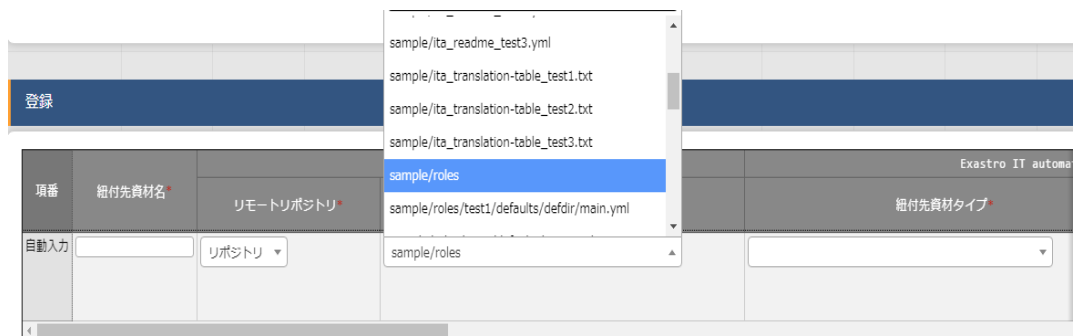 sample/ita_readme_test3.yml
sample/ita_translation-table_test1.txt
登録
sample/ita_translation-table_test2.txt
sample/ita_translation-table_test3.txt
Exastro IT automa
sample/roles
項番
紐付先資材名*
リモートリポジトリ*
sample/roles/test1/defaults/defdir/main.yml
紐付先資材タイプ*
自動入力
リポジトリ
sample/roles